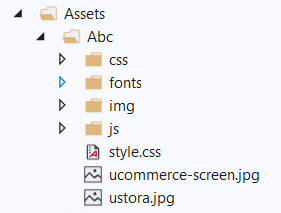 Assets
Abc
css
fonts
img
js
style.css
ucommerce-screen.jpg
ustora.jpg